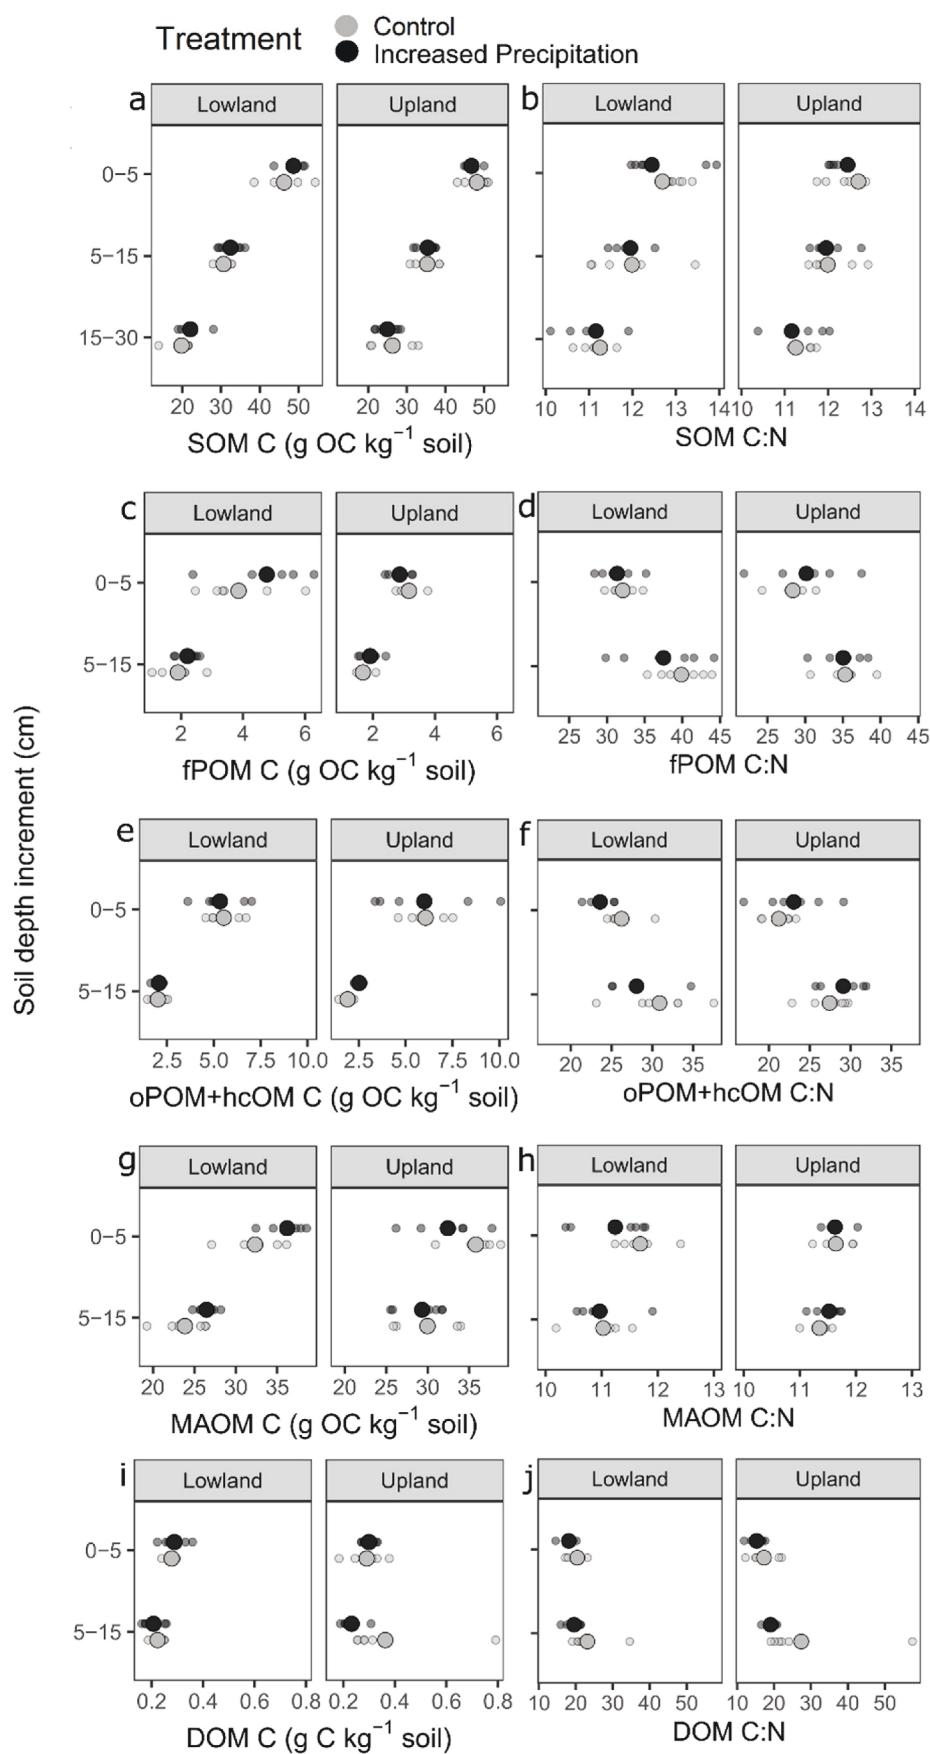 Treatment
Control
Increased Precipitation
a Lowland Upland b Lowland Upland
0−5
5−15
15−30
20 30 40 50 20 30 40 50 10 11 12 13 14 10 11 12 13 14
SOM C (g OC kg−1 soil) SOM C:N
c Lowland Upland d Lowland Upland
0−5
5−15
2 4 6 2 4 6 25 30 35 40 45 25 30 35 40 45
fPOM C (g OC kg−1 soil) fPOM C:N
Soil depth increment (cm)
e Lowland Upland f Lowland Upland
0−5
5−15
2.5 5.0 7.5 10.0 2.5 5.0 7.5 10.0 20 25 30 35 20 25 30 35
oPOM+hcOM C (g OC kg−1 soil) oPOM+hcOM C:N
g Lowland Upland h Lowland Upland
0−5
5−15
20 25 30 35 20 25 30 35 10 11 12 13 10 11 12 13
MAOM C (g OC kg−1 soil) MAOM C:N
i Lowland Upland j Lowland Upland
0−5
5−15
0.2 0.4 0.6 0.8 0.2 0.4 0.6 0.8 10 20 30 40 50 10 20 30 40 50
DOM C (g C kg−1 soil) DOM C:N